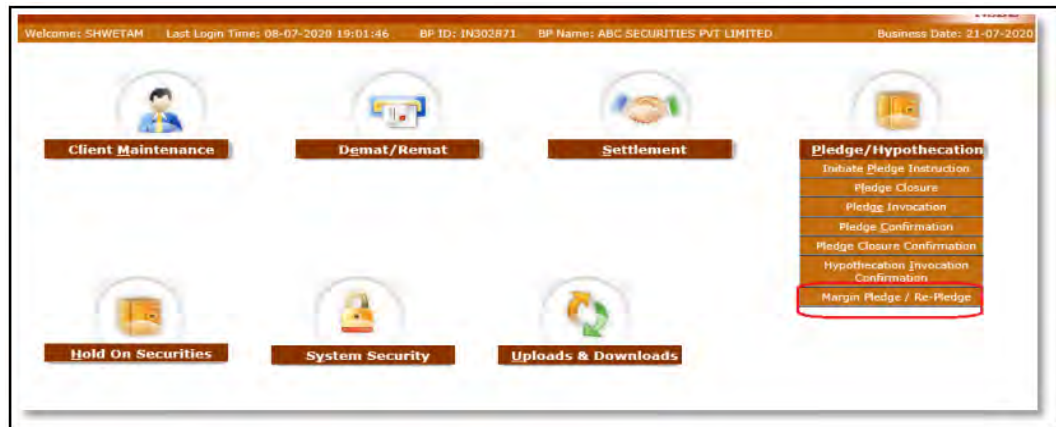 Welcome: SHWETAM Last Login Time: 08-07-2020 19:01:46 BP ID: IN302871 BP Name: ABC SECURITIES PVT LIMITED Business Date: 21-07-2020
Client Maintenance Demat/Remat Settlement Pledge/Hypothecation
Initiate Pledge Instruction
Pledge Closure
Pledge Invocation
Pledge Confirmation
Pledge Closure Confirmation
Hypothecation Invocation
Confirmation
Margin Pledge / Re-Pledge
Hold On Securities System Security Uploads & Downloads